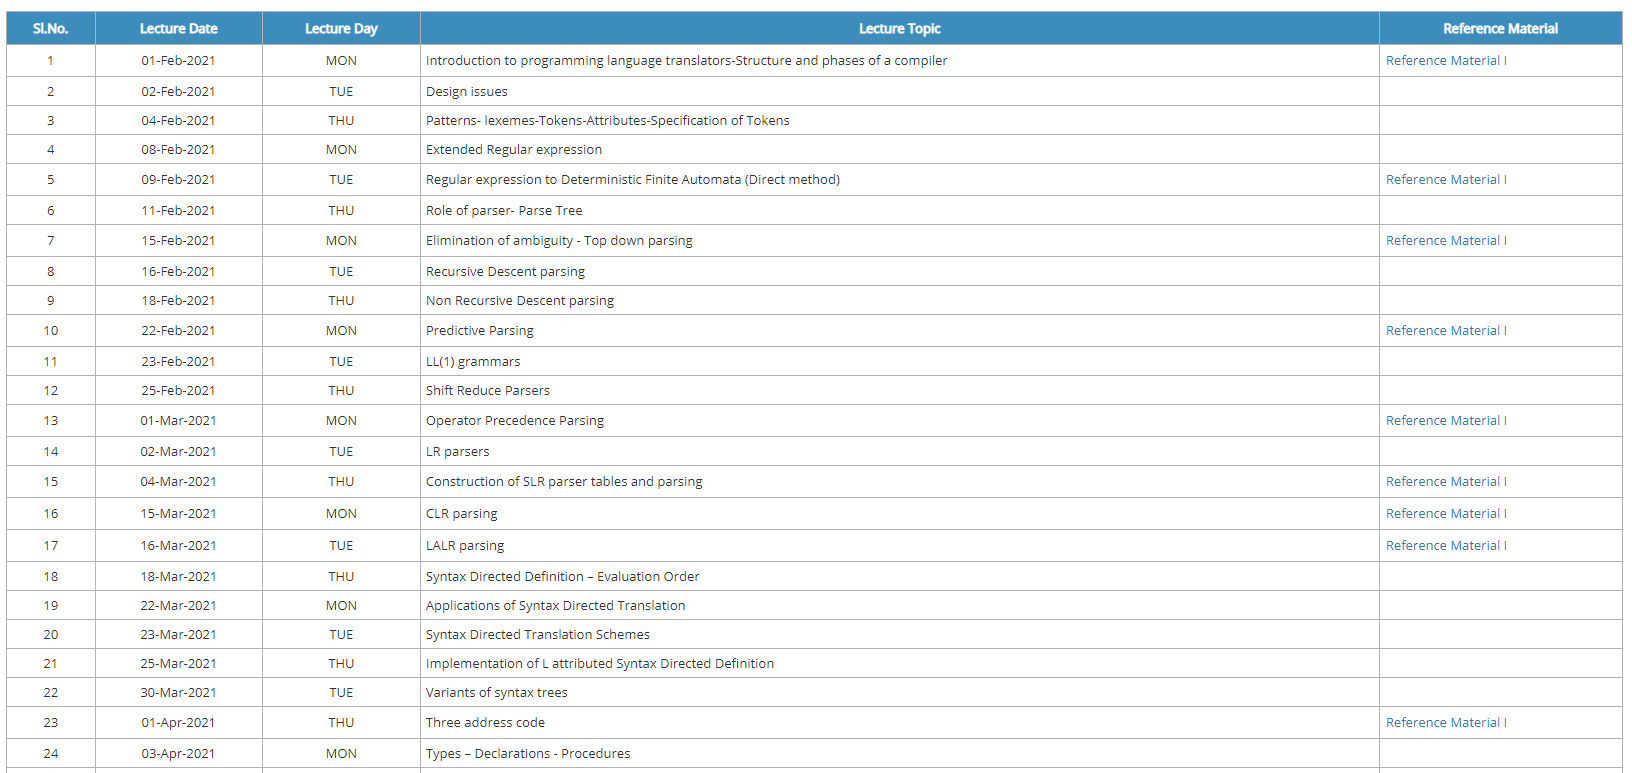 Sl.No. Lecture Date Lecture Day Lecture Topic Reference Material
1 01-Feb-2021 MON Introduction to programming language translators-Structure and phases of a compiler Reference Material I
2 02-Feb-2021 TUE Design issues
3 04-Feb-2021 THU Patterns- lexemes-Tokens-Attributes-Specification of Tokens
4 08-Feb-2021 MON Extended Regular expression
5 09-Feb-2021 TUE Regular expression to Deterministic Finite Automata (Direct method) Reference Material I
6 11-Feb-2021 THU Role of parser- Parse Tree
7 15-Feb-2021 MON Elimination of ambiguity - Top down parsing Reference Material I
8 16-Feb-2021 TUE Recursive Descent parsing
9 18-Feb-2021 THU Non Recursive Descent parsing
10 22-Feb-2021 MON Predictive Parsing Reference Material I
11 23-Feb-2021 TUE LL(1) grammars
12 25-Feb-2021 THU Shift Reduce Parsers
13 01-Mar-2021 MON Operator Precedence Parsing Reference Material I
14 02-Mar-2021 TUE LR parsers
15 04-Mar-2021 THU Construction of SLR parser tables and parsing Reference Material I
16 15-Mar-2021 MON CLR parsing Reference Material I
17 16-Mar-2021 TUE LALR parsing Reference Material I
18 18-Mar-2021 THU Syntax Directed Definition – Evaluation Order
19 22-Mar-2021 MON Applications of Syntax Directed Translation
20 23-Mar-2021 TUE Syntax Directed Translation Schemes
21 25-Mar-2021 THU Implementation of L attributed Syntax Directed Definition
22 30-Mar-2021 TUE Variants of syntax trees
23 01-Apr-2021 THU Three address code Reference Material I
24 03-Apr-2021 MON Types – Declarations - Procedures